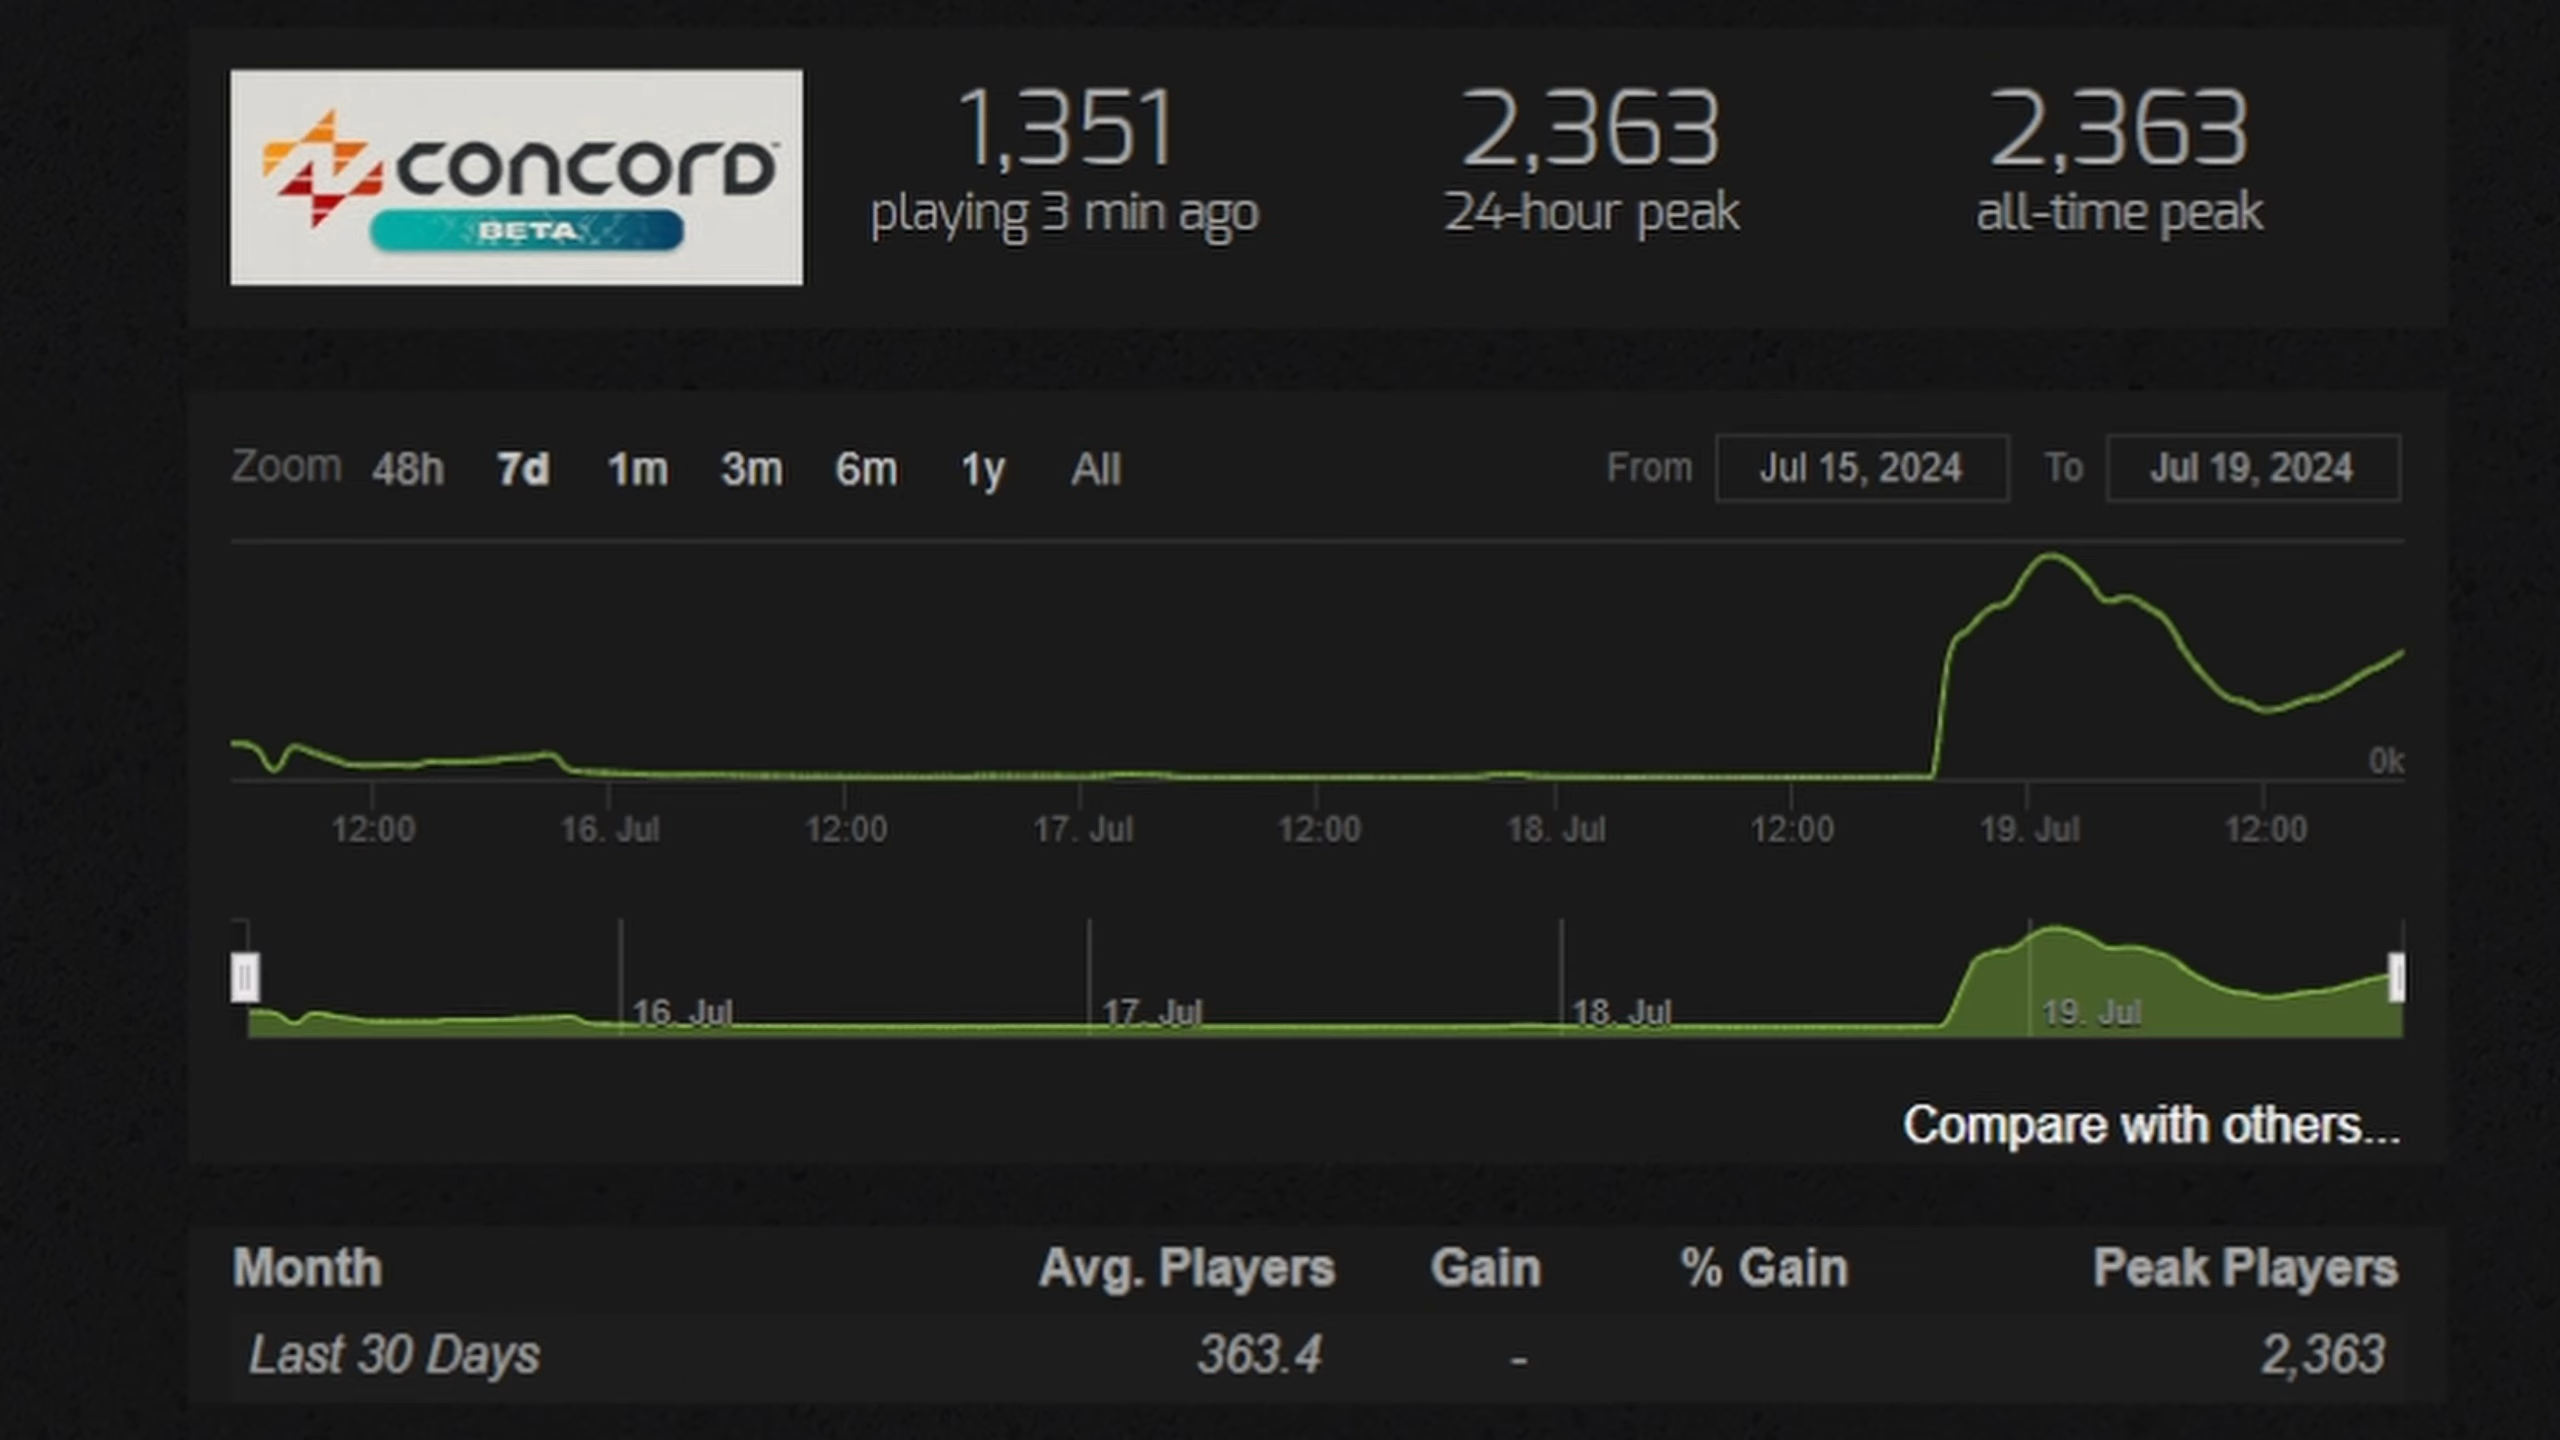 CONCORD™
BETA
1,351
playing 3 min ago
2,363
24-hour peak
2,363
all-time peak
Zoom 48h 7d 1m 3m 6m 1y All
From Jul 15, 2024 To Jul 19, 2024
0k
12:00 16. Jul 12:00 17. Jul 12:00 18. Jul 12:00 19. Jul 12:00
16. Jul 17. Jul 18. Jul 19. Jul
Compare with others...
Month Avg. Players Gain % Gain Peak Players
Last 30 Days 363.4 - 2,363